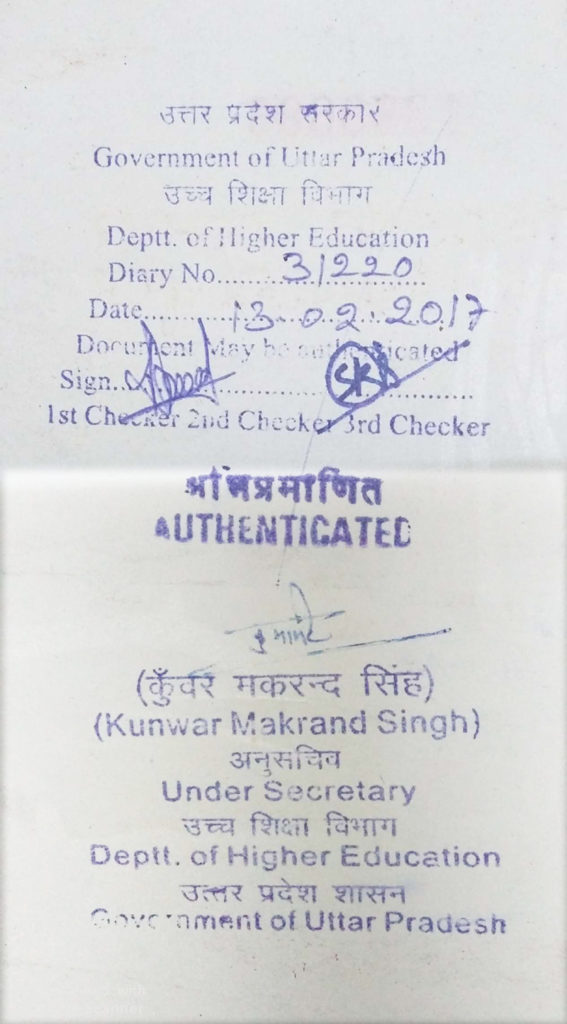 उत्तर प्रदेश सरकार
Government of Uttar Pradesh
उच्च शिक्षा विभाग
Deptt. of Higher Education
Diary No......31220......
Date......13-02-2017
Document May be authenticated
Sign.............................
1st Checker 2nd Checker 3rd Checker
SK
AUTHENTICATED
(कुँवर मकरन्द सिंह)
(Kunwar Makrand Singh)
अनुसचिव
Under Secretary
उच्च शिक्षा विभाग
Deptt. of Higher Education
उत्तर प्रदेश शासन
Government of Uttar Pradesh